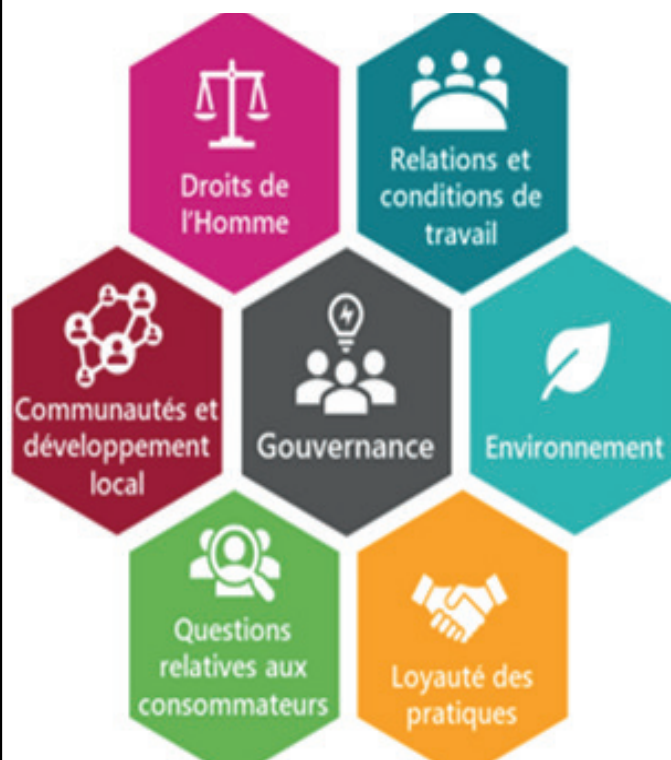 Droits de
l'Homme
Relations et
conditions de
travail
Communautés et
développement
local
Gouvernance
Environnement
Questions
relatives aux
consommateurs
Loyauté des
pratiques